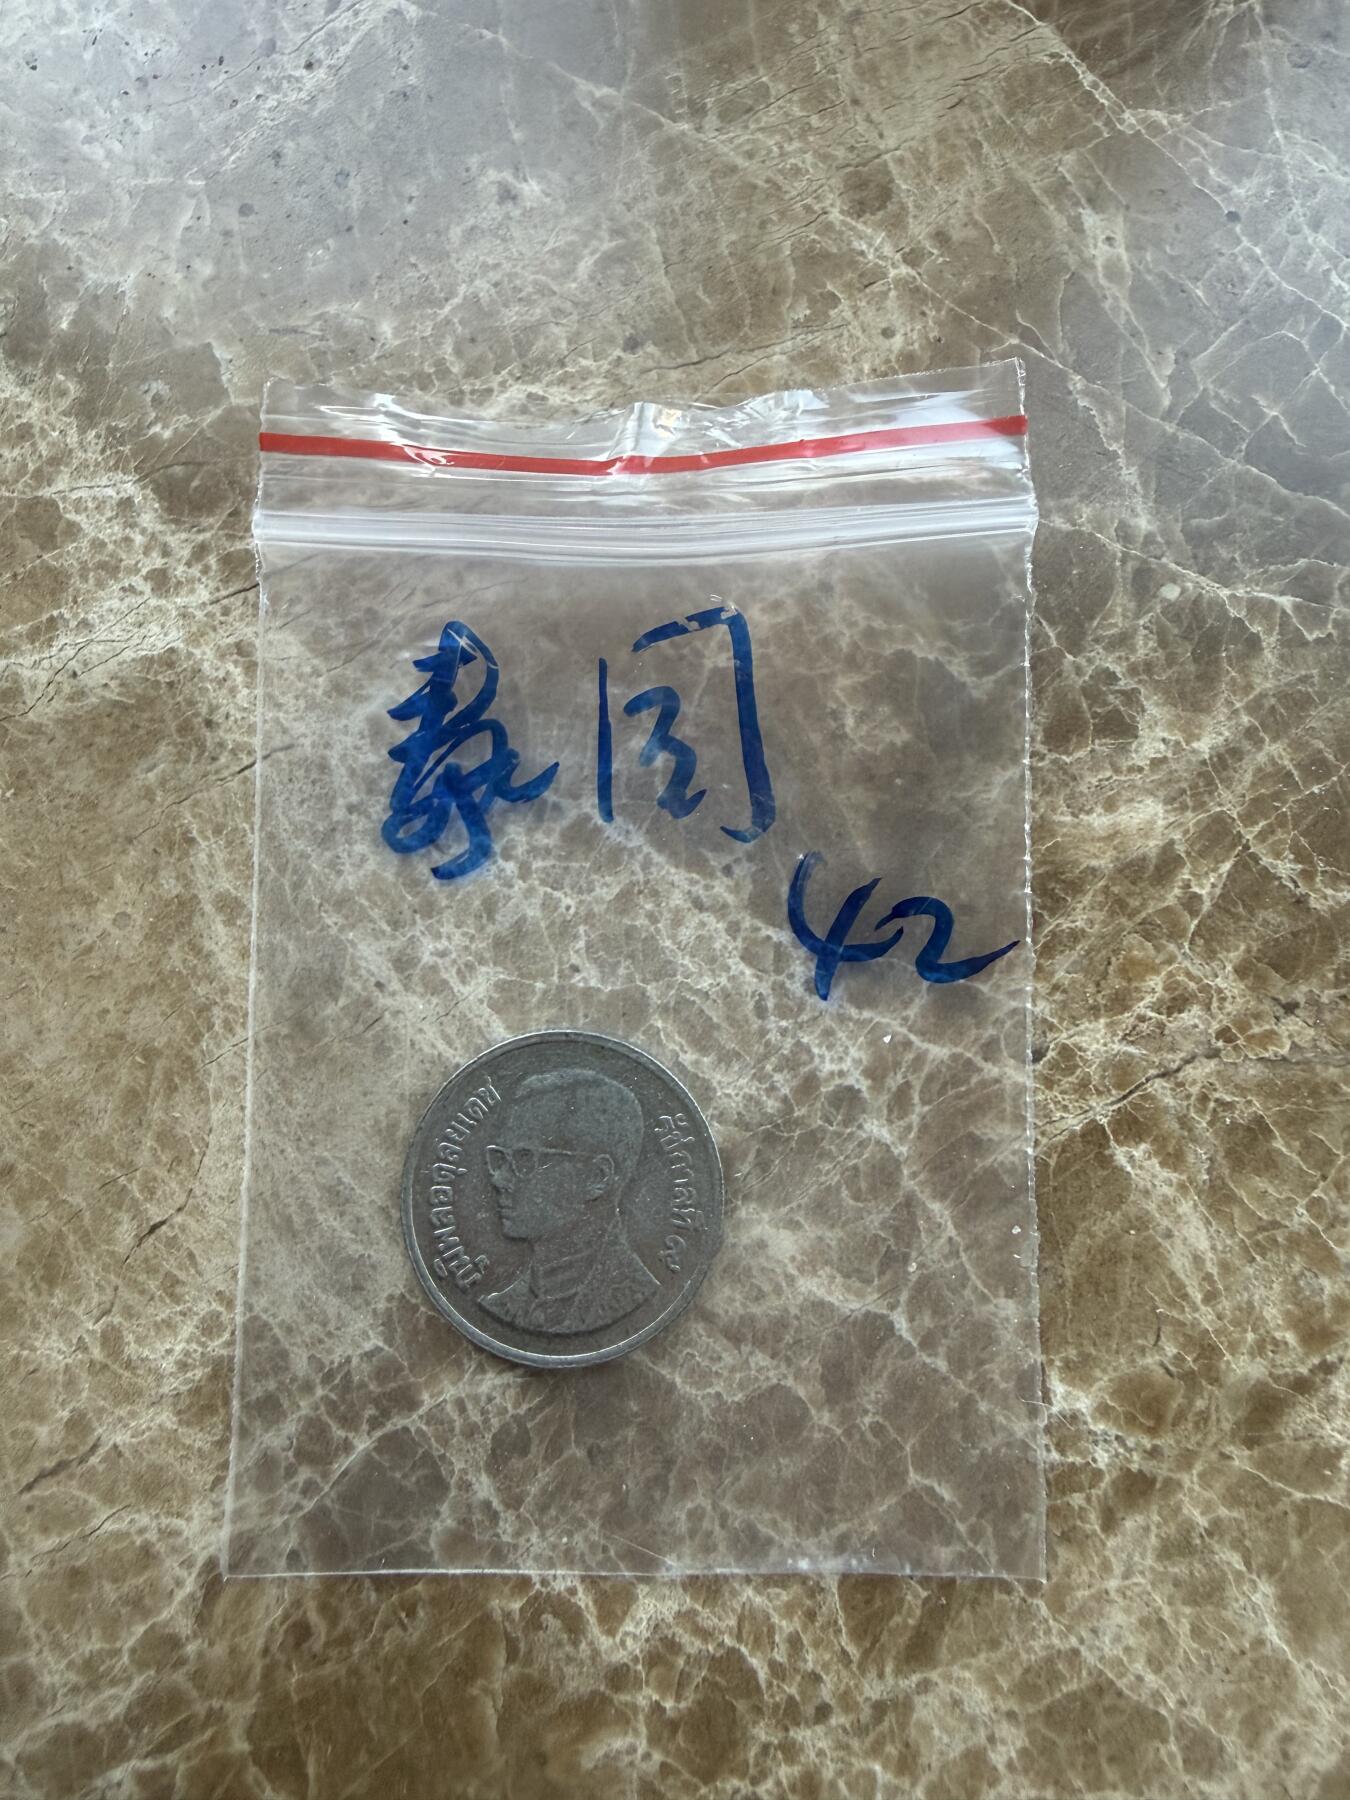 泰国
42
ภูมิพลอดุลยเดช
รัชกาลที่ ๙